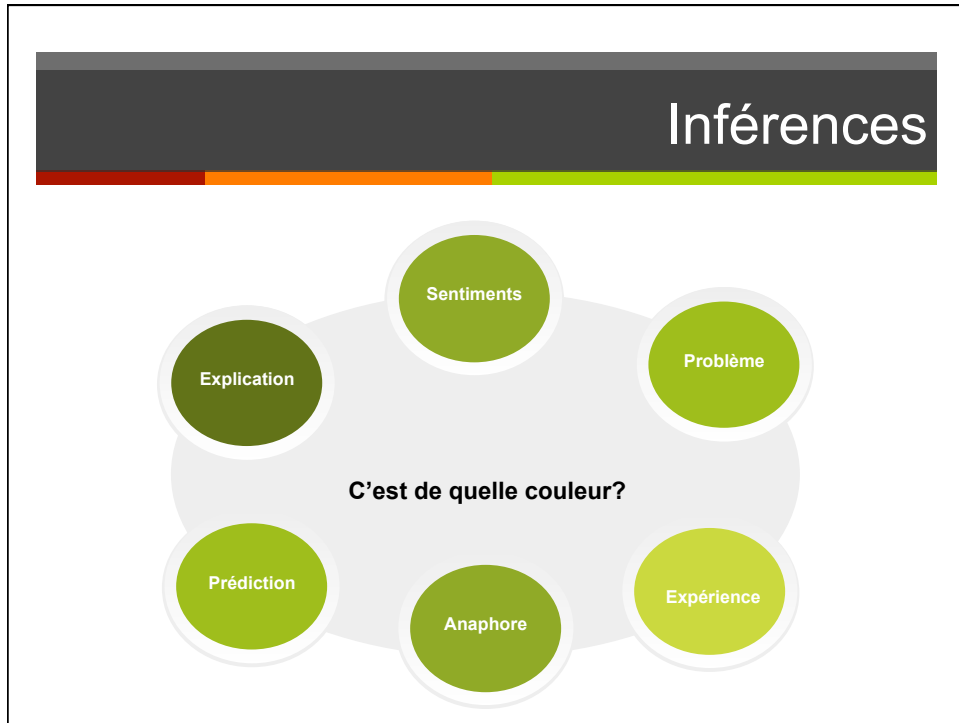 Inférences
Sentiments
Problème
Explication
C'est de quelle couleur?
Prédiction
Expérience
Anaphore